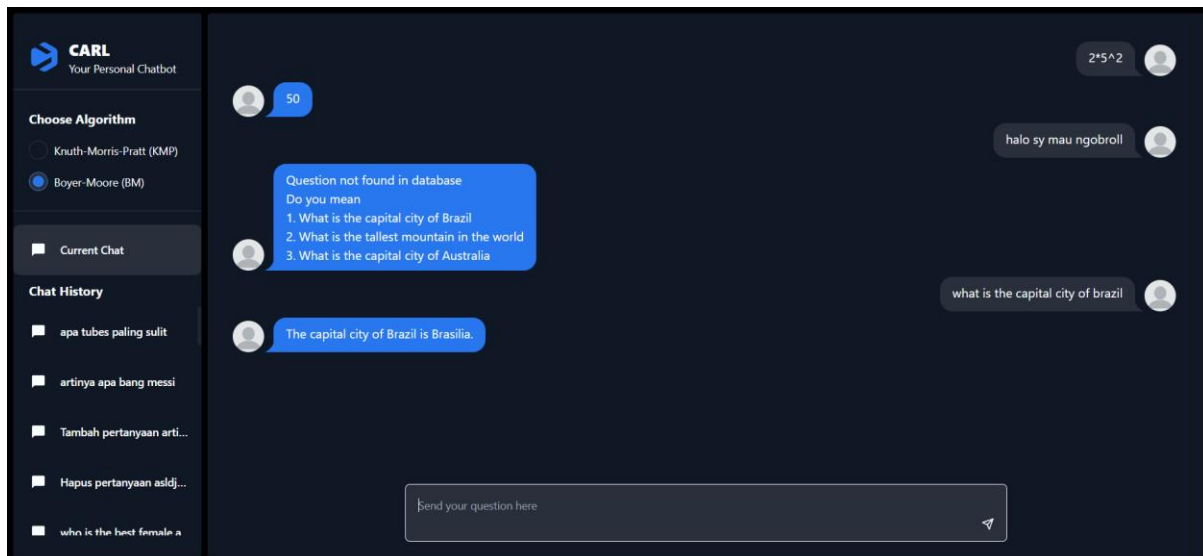 CARL
Your Personal Chatbot
Choose Algorithm
Knuth-Morris-Pratt (KMP)
Boyer-Moore (BM)
Current Chat
Chat History
apa tubes paling sulit
artinya apa bang messi
Tambah pertanyaan arti...
Hapus pertanyaan asldj...
who is the best female a
2*5^2
50
halo sy mau ngobroll
Question not found in database
Do you mean
1. What is the capital city of Brazil
2. What is the tallest mountain in the world
3. What is the capital city of Australia
what is the capital city of brazil
The capital city of Brazil is Brasilia.
Send your question here